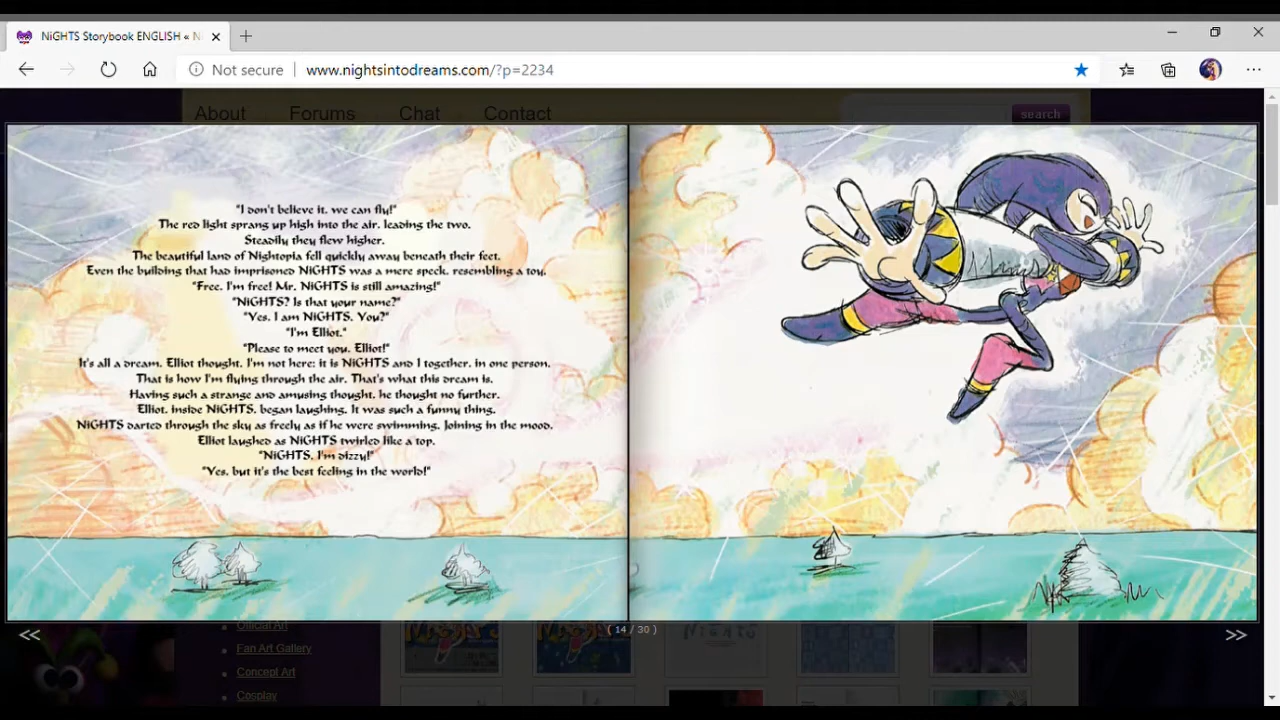 NiGHTS Storybook ENGLISH « N
Not secure
www.nightsintodreams.com/?p=2234
About Forums Chat Contact
search
"I don't believe it, we can fly!"
The red light sprang up high into the air, leading the two.
Steadily they flew higher.
The beautiful land of Nightopia fell quickly away beneath their feet.
Even the building that had imprisoned NiGHTS was a mere speck, resembling a toy.
"Free. I'm free! Mr. NiGHTS is still amazing!"
"NiGHTS? Is that your name?"
"Yes. I am NiGHTS. You?"
"I'm Elliot."
"Please to meet you, Elliot!"
It's all a dream, Elliot thought. I'm not here; it is NiGHTS and I together, in one person.
That is how I'm flying through the air. That's what this dream is.
Having such a strange and amusing thought, he thought no further.
Elliot, inside NiGHTS, began laughing. It was such a funny thing.
NiGHTS darted through the sky as freely as if he were swimming. Joining in the mood,
Elliot laughed as NiGHTS twirled like a top.
"NiGHTS, I'm dizzy!"
"Yes, but it's the best feeling in the world!"
<< ( 14 / 30 ) >>
Official Art
Fan Art Gallery
Concept Art
Cosplay